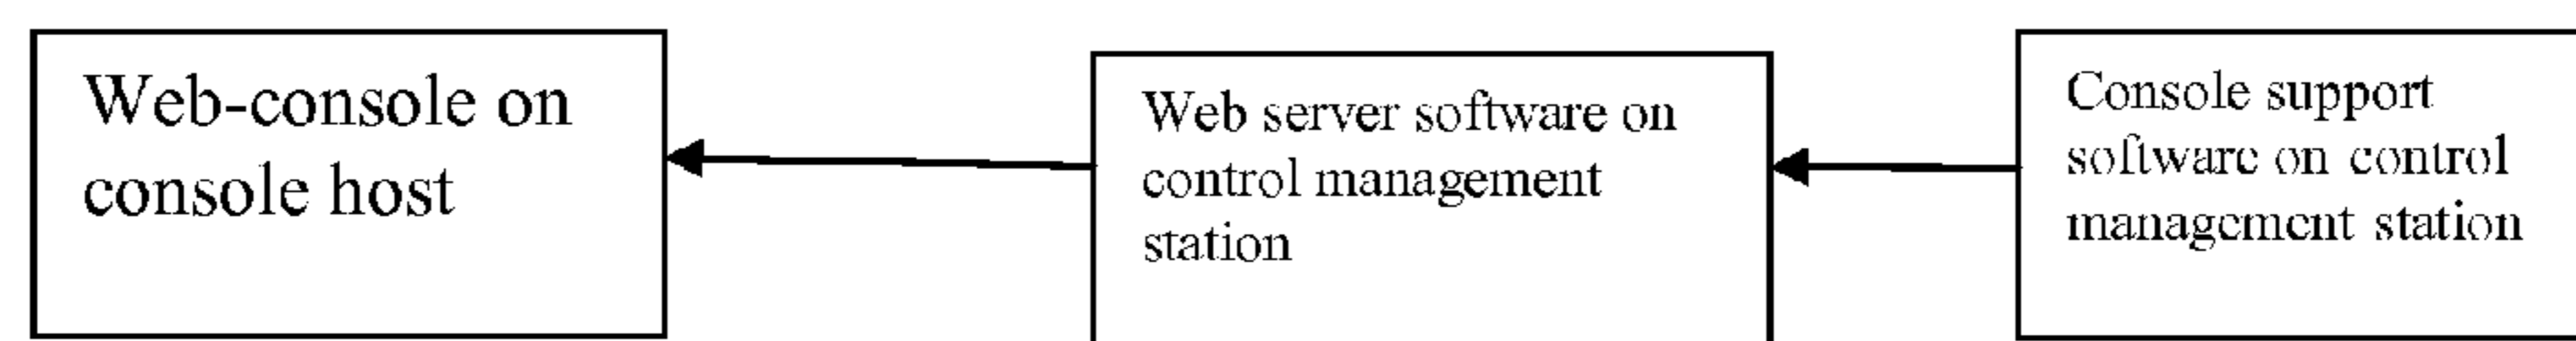 Web-console on
console host
Web server software on
control management
station
Console support
software on control
management station